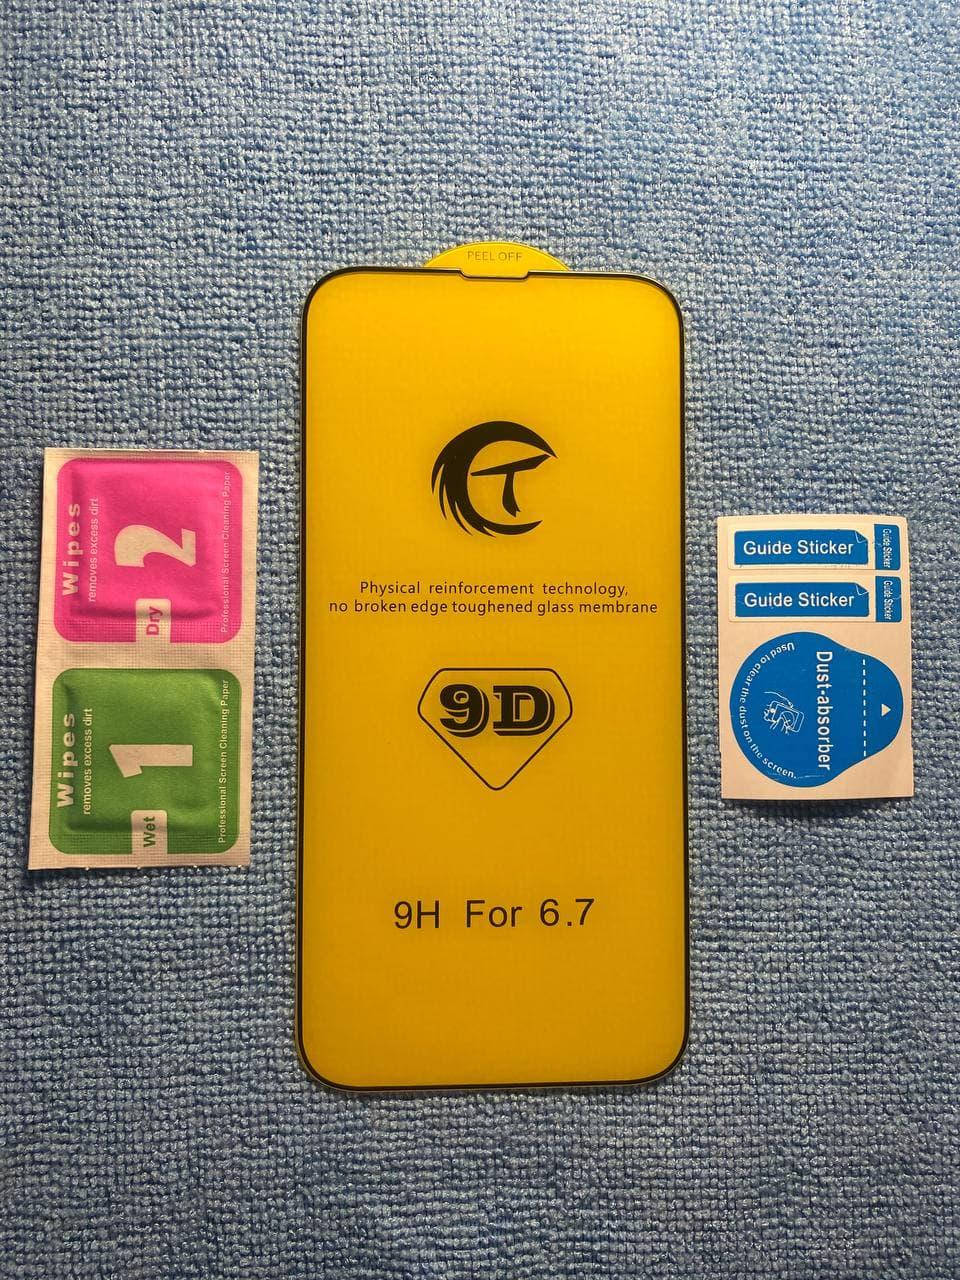 PEEL OFF
Physical reinforcement technology,
no broken edge toughened glass membrane
9D
9H For 6.7
Wipes
removes excess dirt
2
Dry
Professional Screen Cleaning Paper
Wipes
removes excess dirt
1
Wet
Professional Screen Cleaning Paper
Guide Sticker
Guide Sticker
Guide Sticker
Guide Sticker
Dust-absorber
Used to clear the dust on the screen.